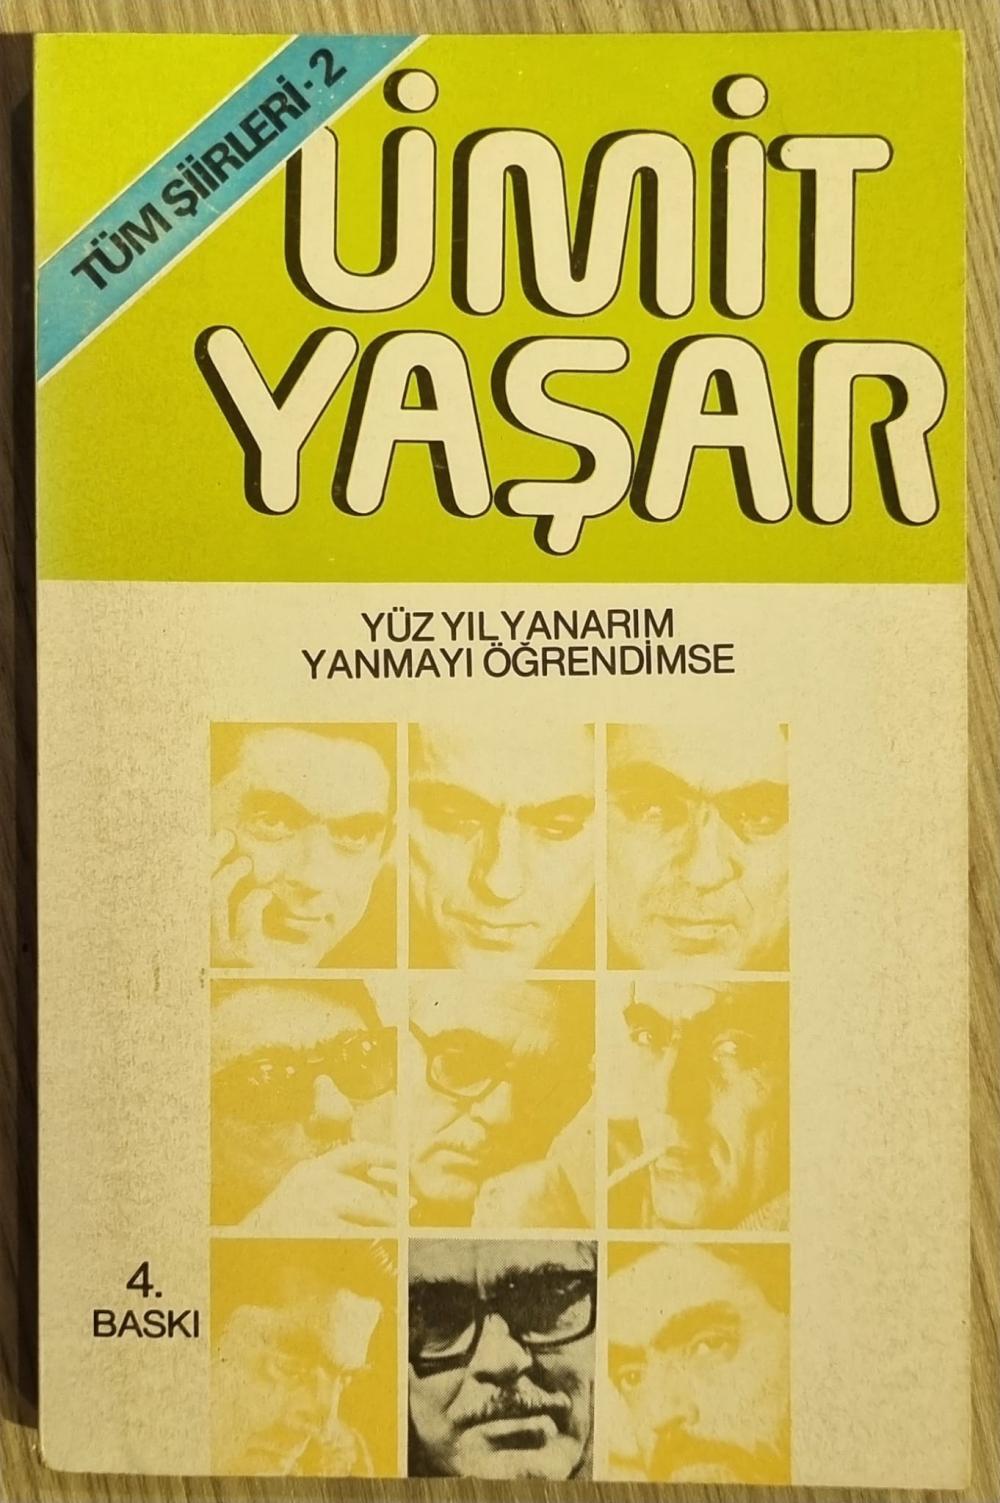 TÜM ŞİİRLERİ·2
ÜMİT
YAŞAR
YÜZ YIL YANARIM
YANMAYI ÖĞRENDİMSE
4.
BASKI